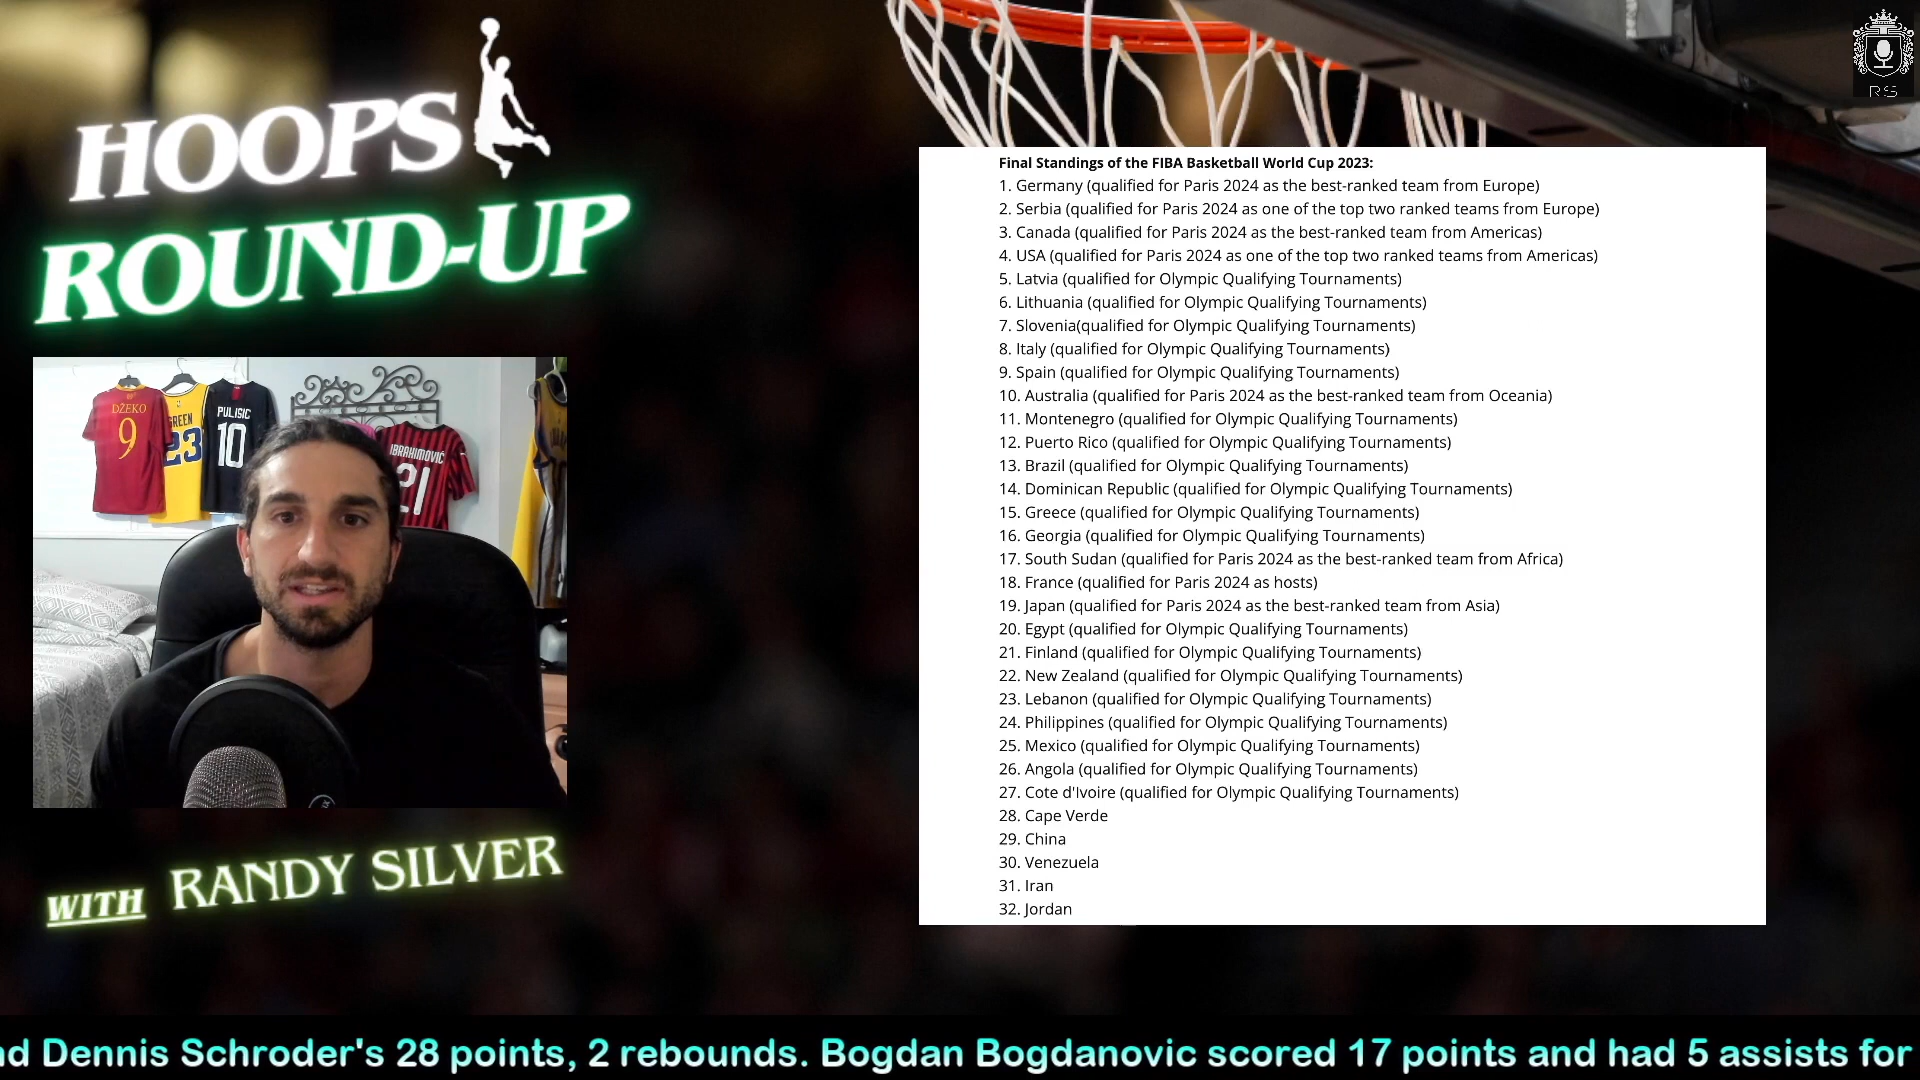 HOOPS
ROUND-UP
RS
DŽEKO
9
GREEN
23
PULISIC
10
IBRAHIMOVIĆ
21
WITH RANDY SILVER
Final Standings of the FIBA Basketball World Cup 2023:
1. Germany (qualified for Paris 2024 as the best-ranked team from Europe)
2. Serbia (qualified for Paris 2024 as one of the top two ranked teams from Europe)
3. Canada (qualified for Paris 2024 as the best-ranked team from Americas)
4. USA (qualified for Paris 2024 as one of the top two ranked teams from Americas)
5. Latvia (qualified for Olympic Qualifying Tournaments)
6. Lithuania (qualified for Olympic Qualifying Tournaments)
7. Slovenia(qualified for Olympic Qualifying Tournaments)
8. Italy (qualified for Olympic Qualifying Tournaments)
9. Spain (qualified for Olympic Qualifying Tournaments)
10. Australia (qualified for Paris 2024 as the best-ranked team from Oceania)
11. Montenegro (qualified for Olympic Qualifying Tournaments)
12. Puerto Rico (qualified for Olympic Qualifying Tournaments)
13. Brazil (qualified for Olympic Qualifying Tournaments)
14. Dominican Republic (qualified for Olympic Qualifying Tournaments)
15. Greece (qualified for Olympic Qualifying Tournaments)
16. Georgia (qualified for Olympic Qualifying Tournaments)
17. South Sudan (qualified for Paris 2024 as the best-ranked team from Africa)
18. France (qualified for Paris 2024 as hosts)
19. Japan (qualified for Paris 2024 as the best-ranked team from Asia)
20. Egypt (qualified for Olympic Qualifying Tournaments)
21. Finland (qualified for Olympic Qualifying Tournaments)
22. New Zealand (qualified for Olympic Qualifying Tournaments)
23. Lebanon (qualified for Olympic Qualifying Tournaments)
24. Philippines (qualified for Olympic Qualifying Tournaments)
25. Mexico (qualified for Olympic Qualifying Tournaments)
26. Angola (qualified for Olympic Qualifying Tournaments)
27. Cote d'Ivoire (qualified for Olympic Qualifying Tournaments)
28. Cape Verde
29. China
30. Venezuela
31. Iran
32. Jordan
Dennis Schroder's 28 points, 2 rebounds. Bogdan Bogdanovic scored 17 points and had 5 assists for